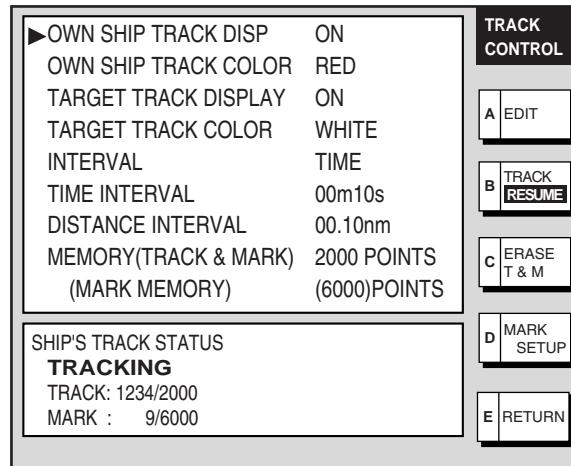 ▶OWN SHIP TRACK DISP ON
OWN SHIP TRACK COLOR RED
TARGET TRACK DISPLAY ON
TARGET TRACK COLOR WHITE
INTERVAL TIME
TIME INTERVAL 00m10s
DISTANCE INTERVAL 00.10nm
MEMORY(TRACK & MARK) 2000 POINTS
(MARK MEMORY) (6000)POINTS
SHIP'S TRACK STATUS
TRACKING
TRACK: 1234/2000
MARK : 9/6000
TRACK
CONTROL
A EDIT
B TRACK
RESUME
C ERASE
T & M
D MARK
SETUP
E RETURN